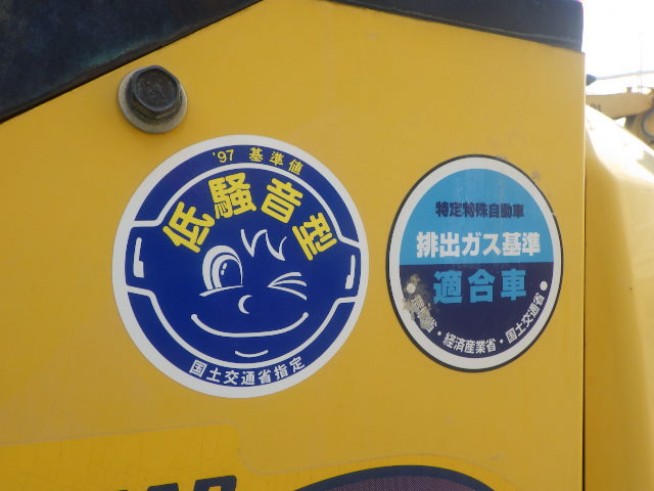 '97 基準値
低騒音型
国土交通省指定
特定特殊自動車
排出ガス基準
適合車
・経済産業省・国土交通省